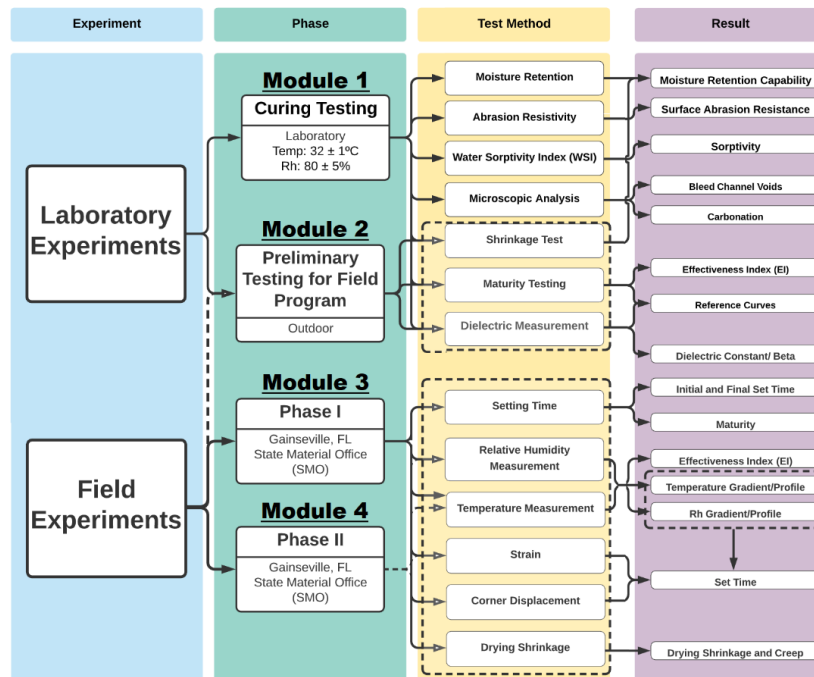 Experiment
Phase
Test Method
Result
Laboratory
Experiments
Field
Experiments
Module 1
Curing Testing
Laboratory
Temp: 32 ± 1ºC
Rh: 80 ± 5%
Module 2
Preliminary
Testing for Field
Program
Outdoor
Module 3
Phase I
Gainseville, FL
State Material Office
(SMO)
Module 4
Phase II
Gainseville, FL
State Material Office
(SMO)
Moisture Retention
Abrasion Resistivity
Water Sorptivity Index (WSI)
Microscopic Analysis
Shrinkage Test
Maturity Testing
Dielectric Measurement
Setting Time
Relative Humidity
Measurement
Temperature Measurement
Strain
Corner Displacement
Drying Shrinkage
Moisture Retention Capability
Surface Abrasion Resistance
Sorptivity
Bleed Channel Voids
Carbonation
Effectiveness Index (EI)
Reference Curves
Dielectric Constant/ Beta
Initial and Final Set Time
Maturity
Effectiveness Index (EI)
Temperature Gradient/Profile
Rh Gradient/Profile
Set Time
Drying Shrinkage and Creep